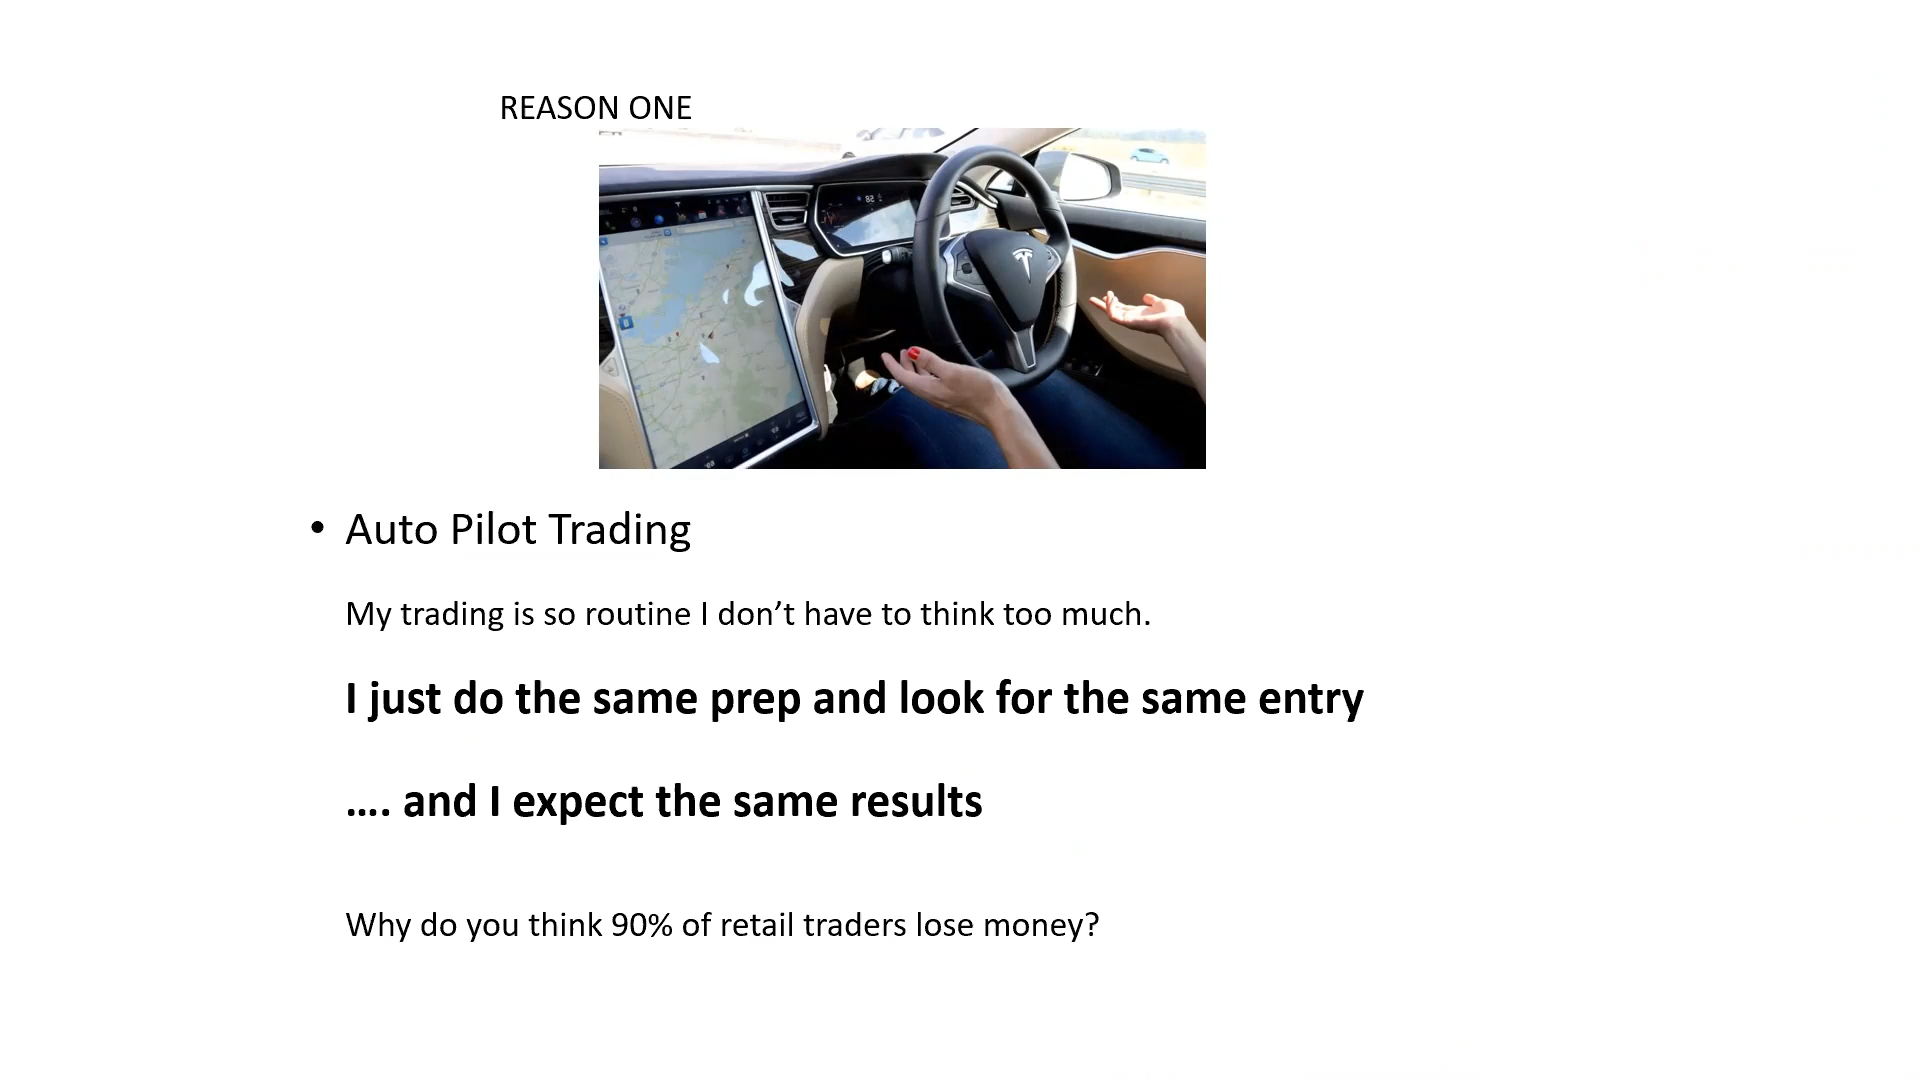 REASON ONE
• Auto Pilot Trading
My trading is so routine I don’t have to think too much.
I just do the same prep and look for the same entry
.... and I expect the same results
Why do you think 90% of retail traders lose money?